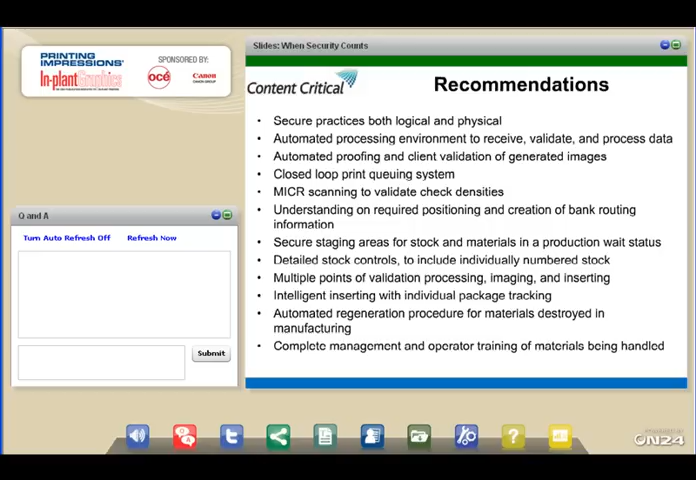 Slides: When Security Counts
PRINTING
IMPRESSIONS
In-plantGraphics
SPONSORED BY:
océ
Canon
CANON GROUP
Content Critical
Recommendations
• Secure practices both logical and physical
• Automated processing environment to receive, validate, and process data
• Automated proofing and client validation of generated images
• Closed loop print queuing system
• MICR scanning to validate check densities
• Understanding on required positioning and creation of bank routing
information
• Secure staging areas for stock and materials in a production wait status
• Detailed stock controls, to include individually numbered stock
• Multiple points of validation processing, imaging, and inserting
• Intelligent inserting with individual package tracking
• Automated regeneration procedure for materials destroyed in
manufacturing
• Complete management and operator training of materials being handled
Q and A
Turn Auto Refresh Off Refresh Now
Submit
Q
A
?
POWERED BY
ON24